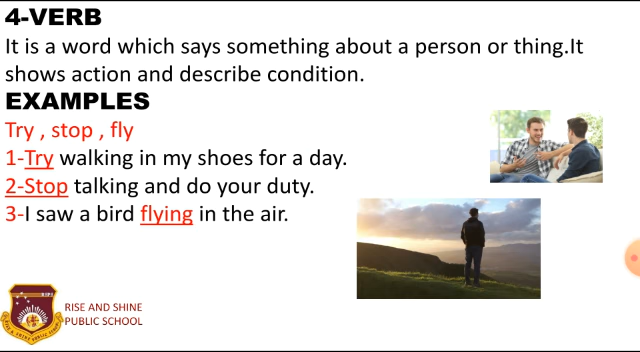 4-VERB
It is a word which says something about a person or thing.It
shows action and describe condition.
EXAMPLES
Try , stop , fly
1-Try walking in my shoes for a day.
2-Stop talking and do your duty.
3-I saw a bird flying in the air.
RISE AND SHINE
PUBLIC SCHOOL